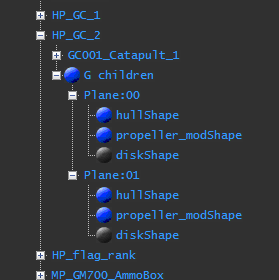 HP_GC_1
HP_GC_2
GC001_Catapult_1
G children
Plane:00
hullShape
propeller_modShape
diskShape
Plane:01
hullShape
propeller_modShape
diskShape
HP_flag_rank
MP_GM700_AmmoBox